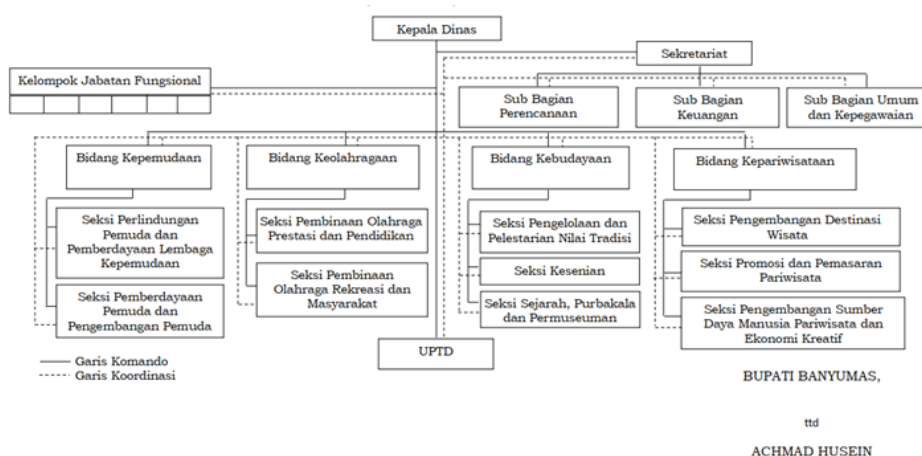 Kepala Dinas
Sekretariat
Kelompok Jabatan Fungsional
Sub Bagian
Perencanaan
Sub Bagian
Keuangan
Sub Bagian Umum
dan Kepegawaian
Bidang Kepemudaan
Bidang Keolahragaan
Bidang Kebudayaan
Bidang Kepariwisataan
Seksi Perlindungan
Pemuda dan
Pemberdayaan Lembaga
Kepemudaan
Seksi Pemberdayaan
Pemuda dan
Pengembangan Pemuda
Seksi Pembinaan Olahraga
Prestasi dan Pendidikan
Seksi Pembinaan
Olahraga Rekreasi dan
Masyarakat
Seksi Pengelolaan dan
Pelestarian Nilai Tradisi
Seksi Kesenian
Seksi Sejarah, Purbakala
dan Permuseuman
Seksi Pengembangan Destinasi
Wisata
Seksi Promosi dan Pemasaran
Pariwisata
Seksi Pengembangan Sumber
Daya Manusia Pariwisata dan
Ekonomi Kreatif
UPTD
Garis Komando
Garis Koordinasi
BUPATI BANYUMAS,
ttd
ACHMAD HUSEIN